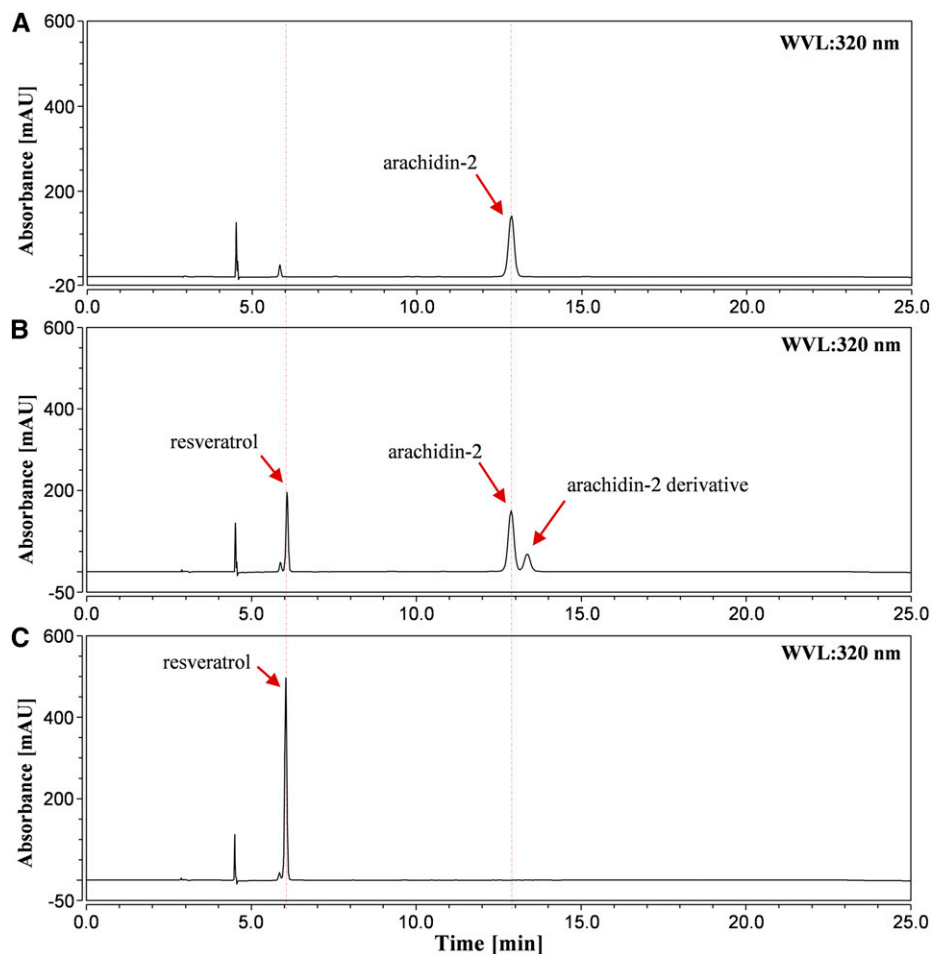 A
Absorbance [mAU]
600
400
200
-20
WVL:320 nm
arachidin-2
0.0 5.0 10.0 15.0 20.0 25.0
B
Absorbance [mAU]
600
400
200
-50
WVL:320 nm
resveratrol
arachidin-2
arachidin-2 derivative
0.0 5.0 10.0 15.0 20.0 25.0
C
Absorbance [mAU]
600
400
200
-50
WVL:320 nm
resveratrol
0.0 5.0 10.0 15.0 20.0 25.0
Time [min]